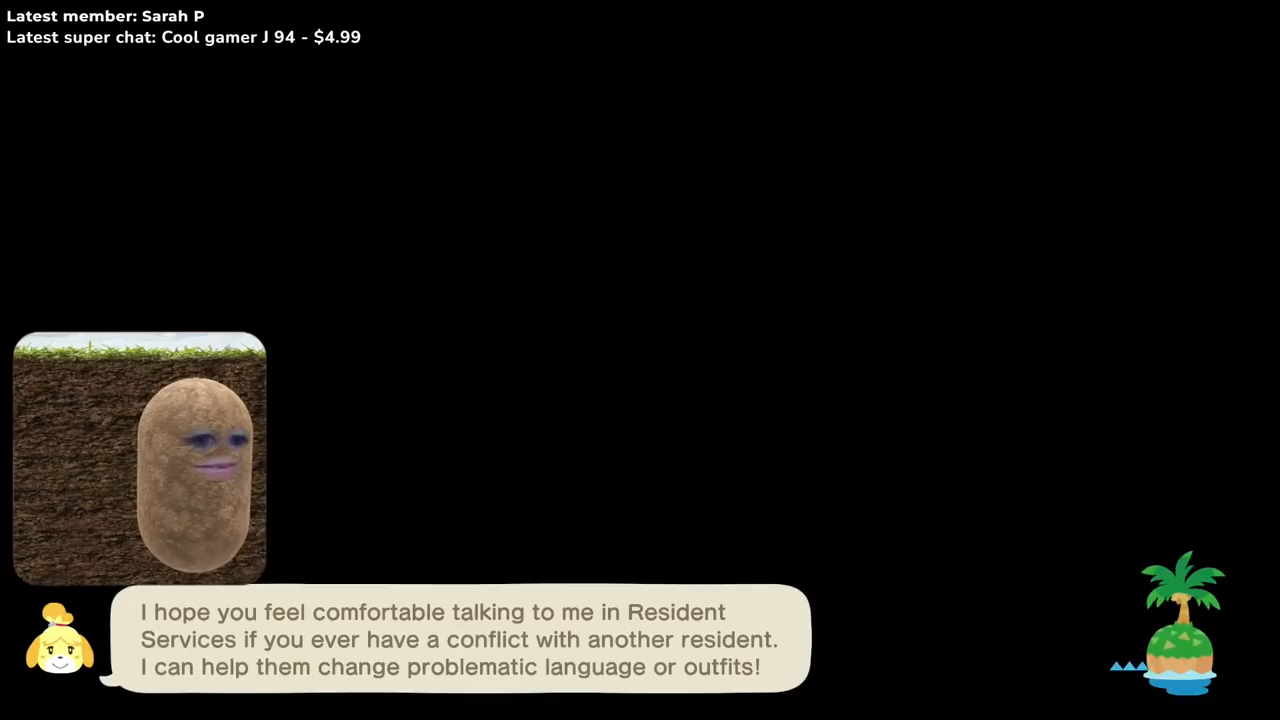 Latest member: Sarah P
Latest super chat: Cool gamer J 94 - $4.99
I hope you feel comfortable talking to me in Resident
Services if you ever have a conflict with another resident.
I can help them change problematic language or outfits!